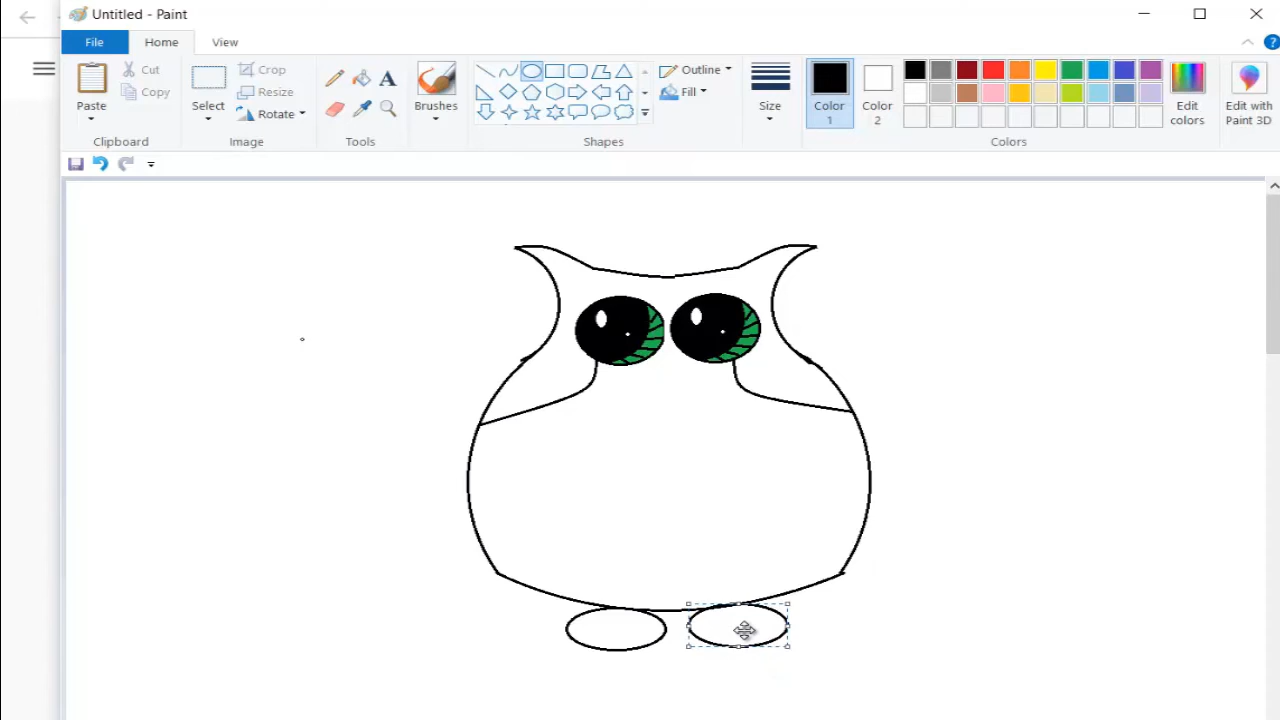 Untitled - Paint
File Home View
Paste
Cut
Copy
Clipboard
Select
Crop
Resize
Rotate
Image
A
Tools
Brushes
Outline
Fill
Shapes
Size
Color
1
Color
2
Edit
colors
Colors
Edit with
Paint 3D
?